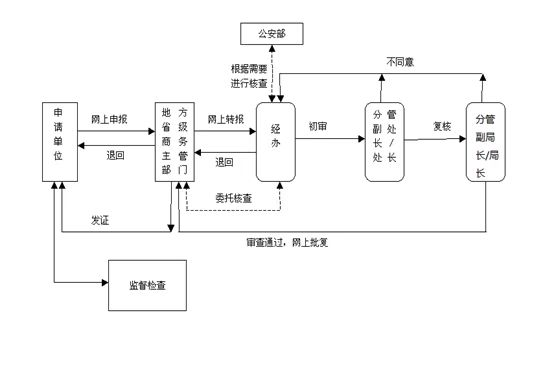 公安部
根据需要
进行核查
不同意
申请单位
网上申报
退回
地方
省级
商务
主管
部门
网上转报
退回
经办
初审
分管
副处
长/
处长
复核
分管
副局
长/局
长
委托核查
发证
审查通过，网上批复
监督检查